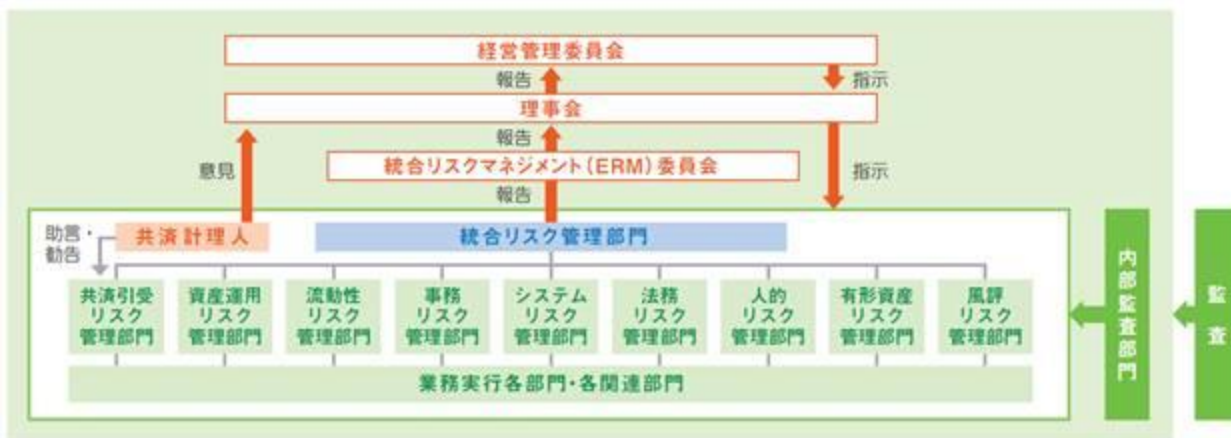 経営管理委員会
報告
指示
理事会
報告
意見
統合リスクマネジメント(ERM)委員会
指示
報告
助言・
勧告
共済計理人
統合リスク管理部門
共済引受
リスク
管理部門
資産運用
リスク
管理部門
流動性
リスク
管理部門
事務
リスク
管理部門
システム
リスク
管理部門
法務
リスク
管理部門
人的
リスク
管理部門
有形資産
リスク
管理部門
風評
リスク
管理部門
業務実行各部門・各関連部門
内部監査部門
監査